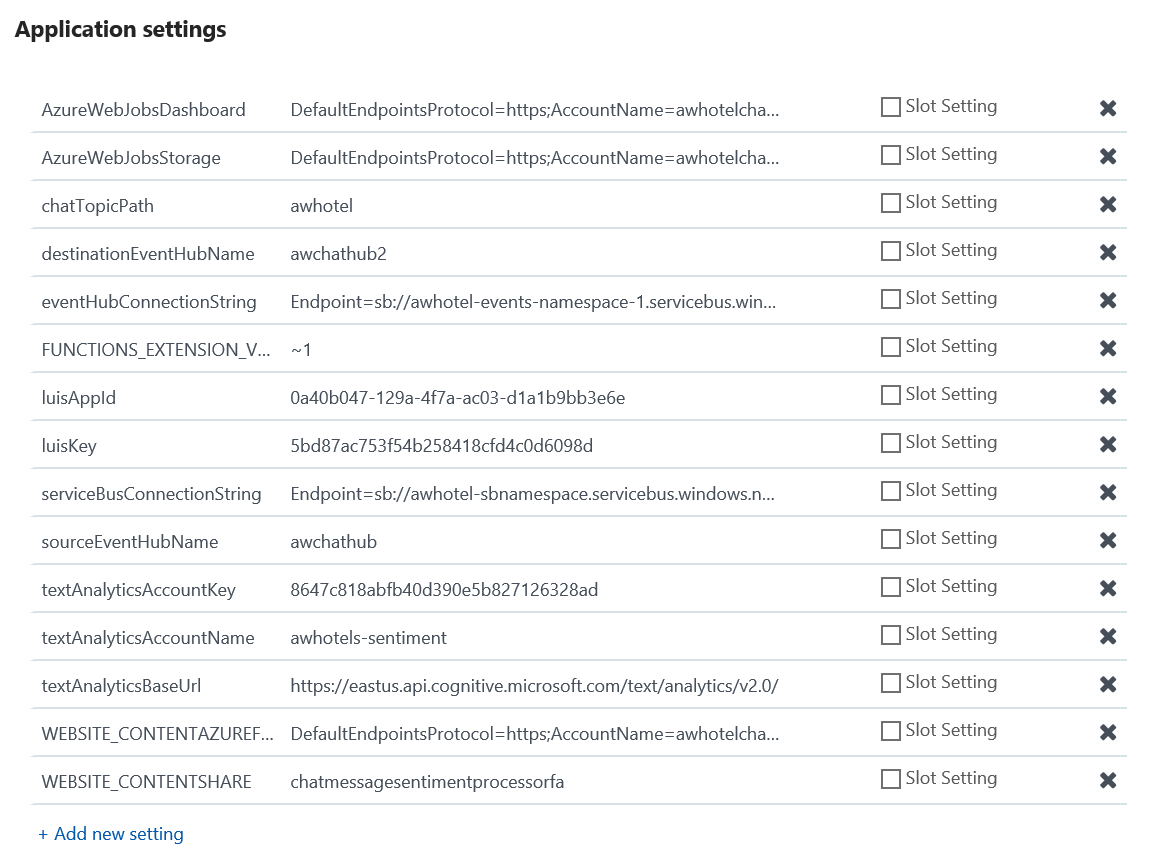 Application settings
AzureWebJobsDashboard DefaultEndpointsProtocol=https;AccountName=awhotelcha... Slot Setting
AzureWebJobsStorage DefaultEndpointsProtocol=https;AccountName=awhotelcha... Slot Setting
chatTopicPath awhotel Slot Setting
destinationEventHubName awchathub2 Slot Setting
eventHubConnectionString Endpoint=sb://awhotel-events-namespace-1.servicebus.win... Slot Setting
FUNCTIONS_EXTENSION_V... ~1 Slot Setting
luisAppId 0a40b047-129a-4f7a-ac03-d1a1b9bb3e6e Slot Setting
luisKey 5bd87ac753f54b258418cfd4c0d6098d Slot Setting
serviceBusConnectionString Endpoint=sb://awhotel-sbnamespace.servicebus.windows.n... Slot Setting
sourceEventHubName awchathub Slot Setting
textAnalyticsAccountKey 8647c818abfb40d390e5b827126328ad Slot Setting
textAnalyticsAccountName awhotels-sentiment Slot Setting
textAnalyticsBaseUrl https://eastus.api.cognitive.microsoft.com/text/analytics/v2.0/ Slot Setting
WEBSITE_CONTENTAZUREF... DefaultEndpointsProtocol=https;AccountName=awhotelcha... Slot Setting
WEBSITE_CONTENTSHARE chatmessagesentimentprocessorfa Slot Setting
+ Add new setting